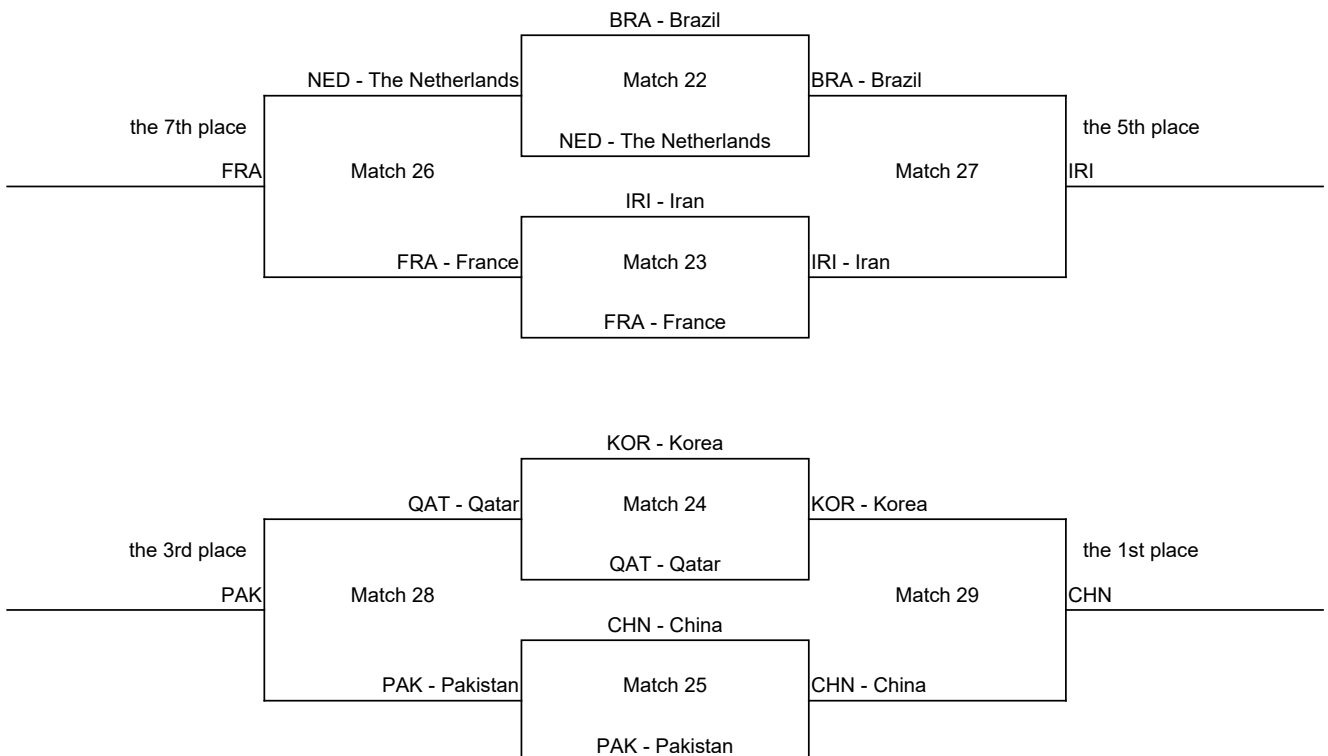 BRA - Brazil
NED - The Netherlands Match 22 BRA - Brazil
the 7th place NED - The Netherlands the 5th place
FRA Match 26 Match 27 IRI
IRI - Iran
FRA - France Match 23 IRI - Iran
FRA - France
KOR - Korea
QAT - Qatar Match 24 KOR - Korea
the 3rd place QAT - Qatar the 1st place
PAK Match 28 Match 29 CHN
CHN - China
PAK - Pakistan Match 25 CHN - China
PAK - Pakistan